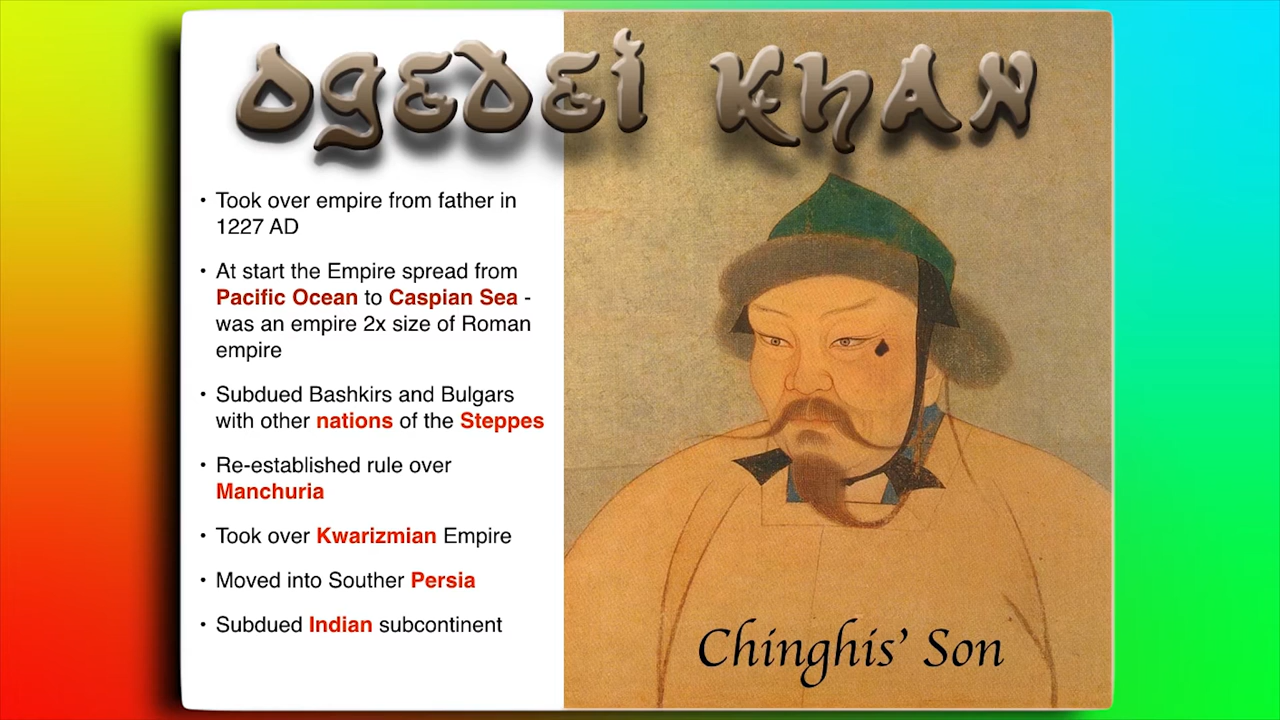 OGEDEI KHAN
• Took over empire from father in
1227 AD
• At start the Empire spread from
Pacific Ocean to Caspian Sea -
was an empire 2x size of Roman
empire
• Subdued Bashkirs and Bulgars
with other nations of the Steppes
• Re-established rule over
Manchuria
• Took over Kwarizmian Empire
• Moved into Souther Persia
• Subdued Indian subcontinent
Chinghis' Son